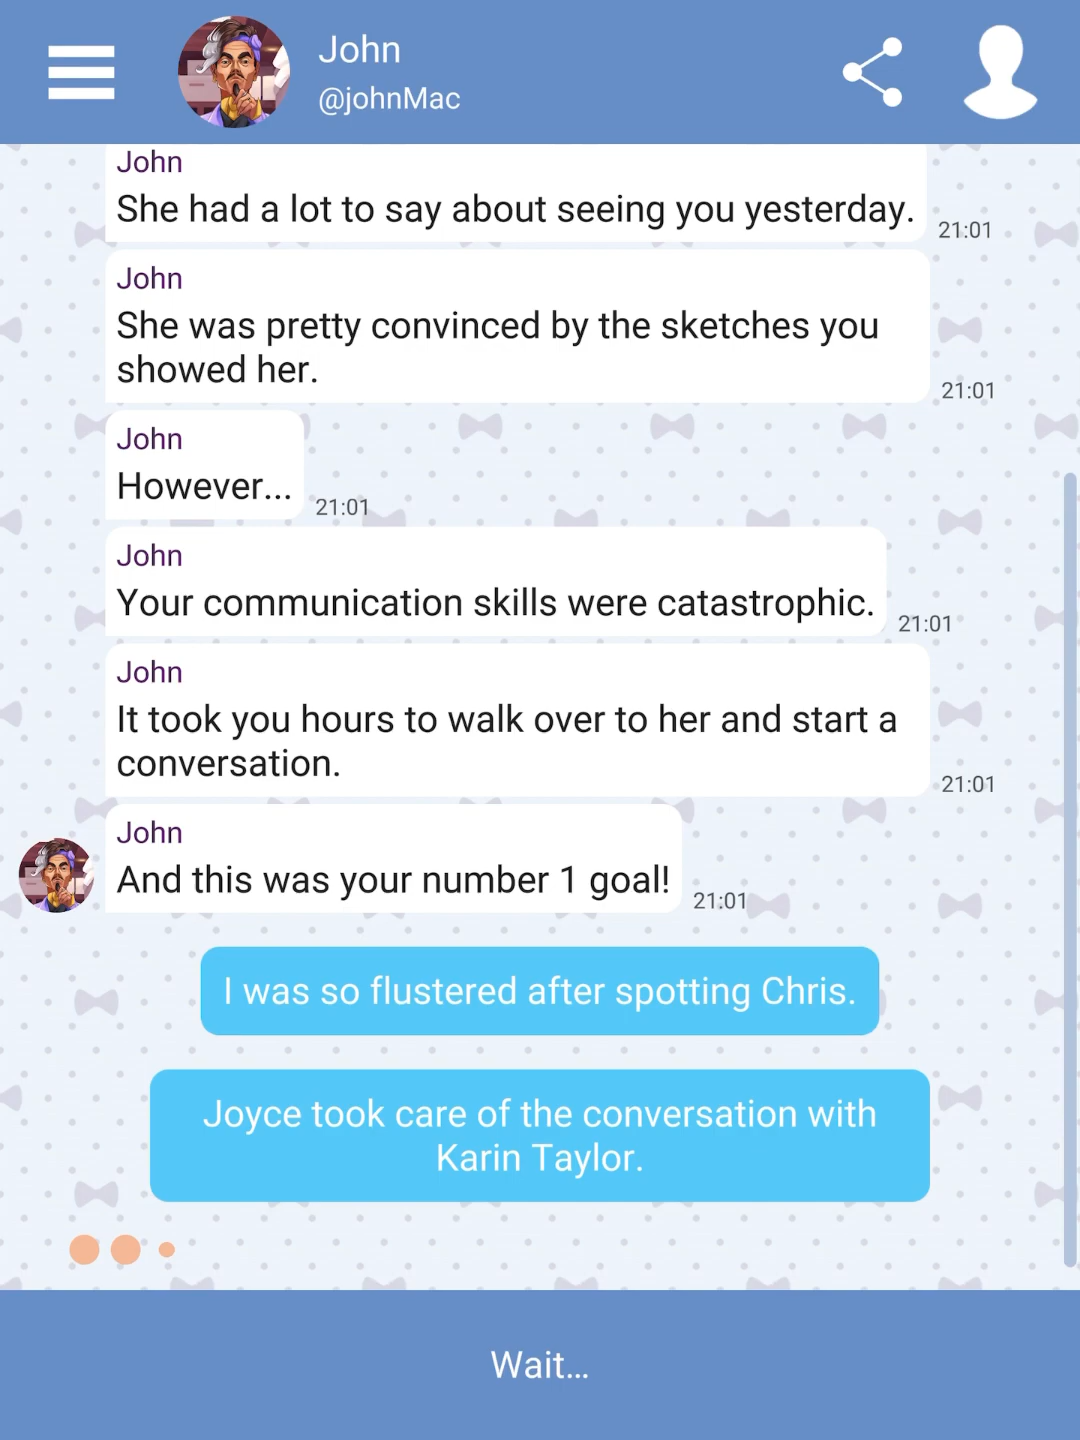 John
@johnMac
John
She had a lot to say about seeing you yesterday.
21:01
John
She was pretty convinced by the sketches you
showed her.
21:01
John
However...
21:01
John
Your communication skills were catastrophic.
21:01
John
It took you hours to walk over to her and start a
conversation.
21:01
John
And this was your number 1 goal!
21:01
I was so flustered after spotting Chris.
Joyce took care of the conversation with
Karin Taylor.
Wait...